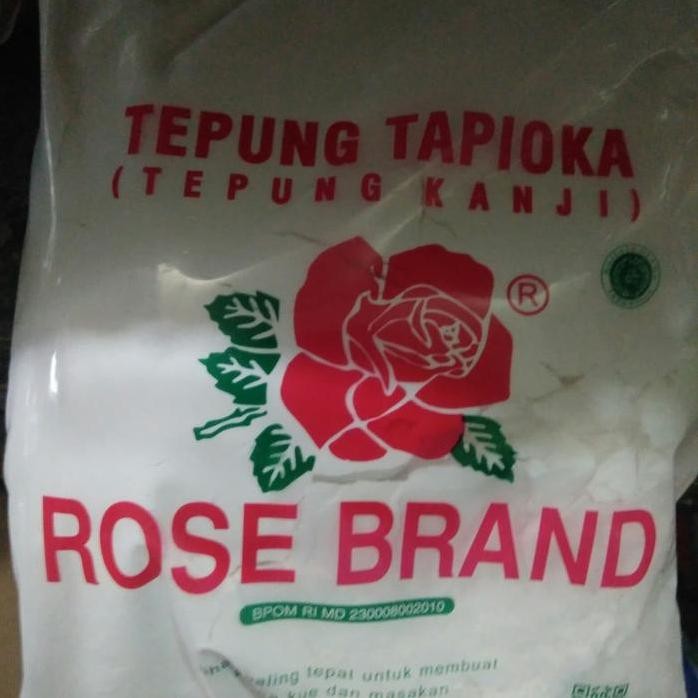 TEPUNG TAPIOKA
(TEPUNG KANJI)
®
ROSE BRAND
BPOM RI MD 230008002010
paling tepat untuk membuat
kue dan masakan